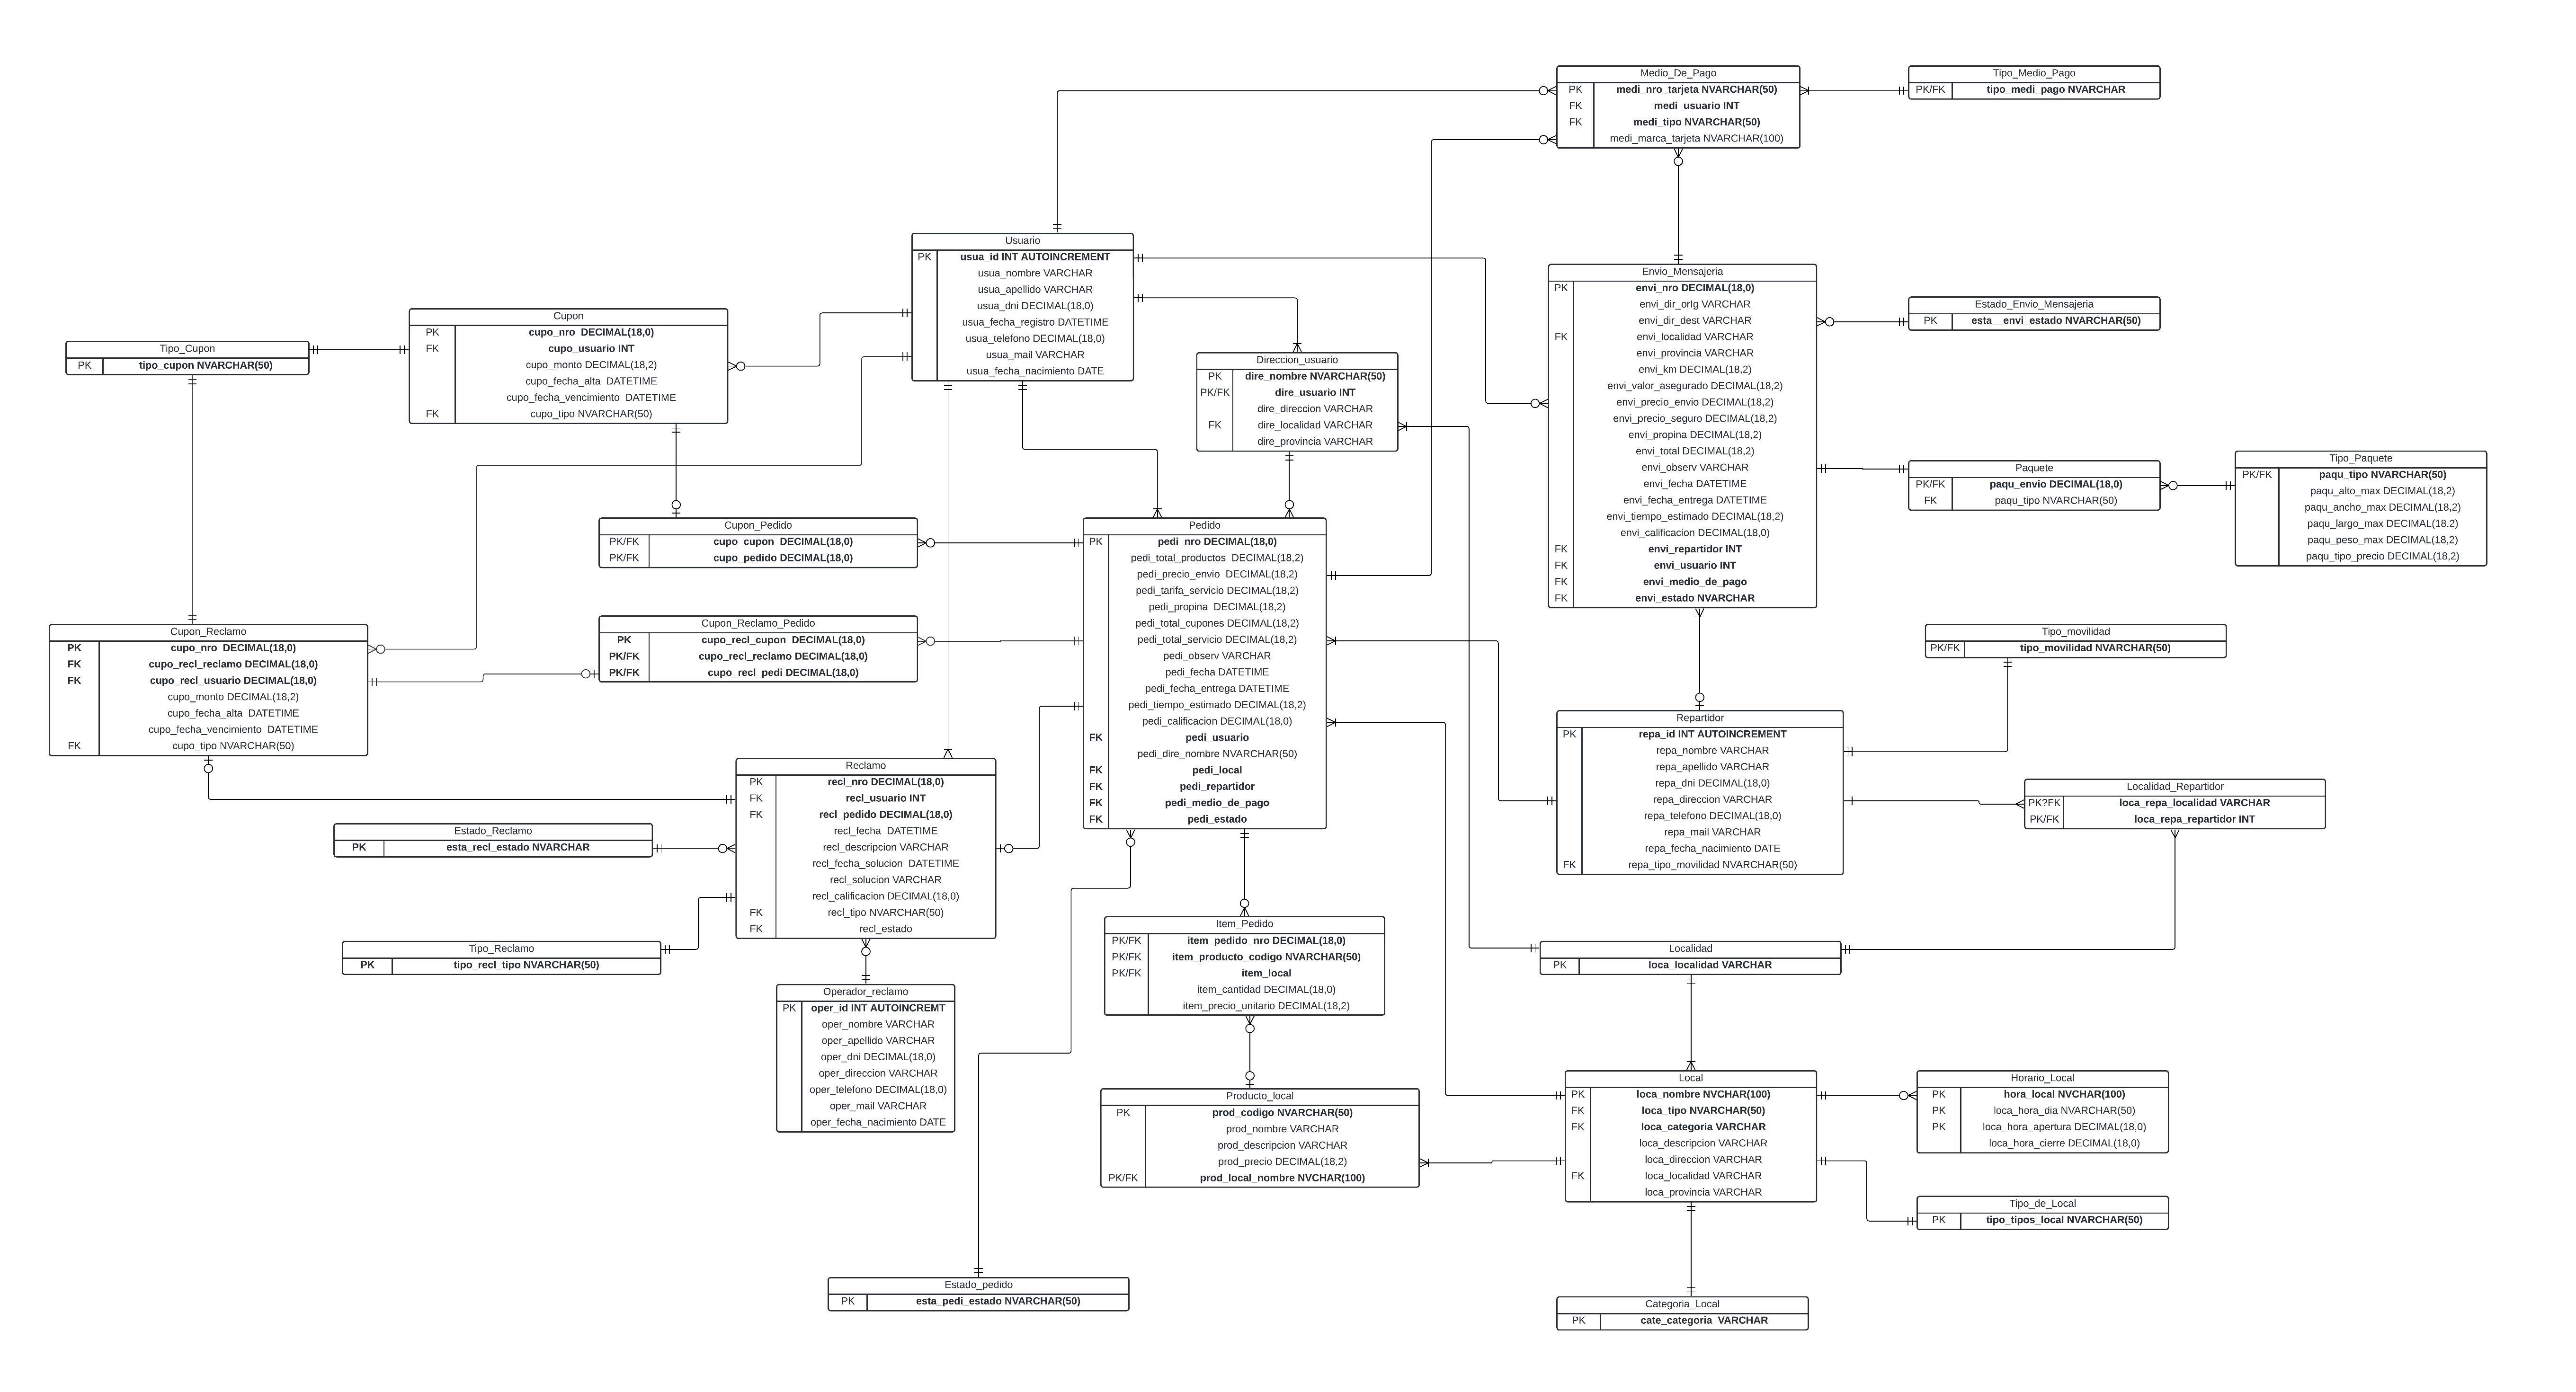 Medio_De_Pago
PK medi_nro_tarjeta NVARCHAR(50)
FK medi_usuario INT
FK medi_tipo NVARCHAR(50)
medi_marca_tarjeta NVARCHAR(100)
Tipo_Medio_Pago
PK/FK tipo_medi_pago NVARCHAR
Usuario
PK usua_id INT AUTOINCREMENT
usua_nombre VARCHAR
usua_apellido VARCHAR
usua_dni DECIMAL(18,0)
usua_fecha_registro DATETIME
usua_telefono DECIMAL(18,0)
usua_mail VARCHAR
usua_fecha_nacimiento DATE
Envio_Mensajeria
PK envi_nro DECIMAL(18,0)
envi_dir_orIg VARCHAR
envi_dir_dest VARCHAR
FK envi_localidad VARCHAR
envi_provincia VARCHAR
envi_km DECIMAL(18,2)
envi_valor_asegurado DECIMAL(18,2)
envi_precio_envio DECIMAL(18,2)
envi_precio_seguro DECIMAL(18,2)
envi_propina DECIMAL(18,2)
envi_total DECIMAL(18,2)
envi_observ VARCHAR
envi_fecha DATETIME
envi_fecha_entrega DATETIME
envi_tiempo_estimado DECIMAL(18,2)
envi_calificacion DECIMAL(18,0)
FK envi_repartidor INT
FK envi_usuario INT
FK envi_medio_de_pago
FK envi_estado NVARCHAR
Estado_Envio_Mensajeria
PK esta__envi_estado NVARCHAR(50)
Cupon
PK cupo_nro DECIMAL(18,0)
FK cupo_usuario INT
cupo_monto DECIMAL(18,2)
cupo_fecha_alta DATETIME
cupo_fecha_vencimiento DATETIME
FK cupo_tipo NVARCHAR(50)
Tipo_Cupon
PK tipo_cupon NVARCHAR(50)
Direccion_usuario
PK dire_nombre NVARCHAR(50)
PK/FK dire_usuario INT
dire_direccion VARCHAR
FK dire_localidad VARCHAR
dire_provincia VARCHAR
Paquete
PK/FK paqu_envio DECIMAL(18,0)
FK paqu_tipo NVARCHAR(50)
Tipo_Paquete
PK/FK paqu_tipo NVARCHAR(50)
paqu_alto_max DECIMAL(18,2)
paqu_ancho_max DECIMAL(18,2)
paqu_largo_max DECIMAL(18,2)
paqu_peso_max DECIMAL(18,2)
paqu_tipo_precio DECIMAL(18,2)
Cupon_Pedido
PK/FK cupo_cupon DECIMAL(18,0)
PK/FK cupo_pedido DECIMAL(18,0)
Pedido
PK pedi_nro DECIMAL(18,0)
pedi_total_productos DECIMAL(18,2)
pedi_precio_envio DECIMAL(18,2)
pedi_tarifa_servicio DECIMAL(18,2)
pedi_propina DECIMAL(18,2)
pedi_total_cupones DECIMAL(18,2)
pedi_total_servicio DECIMAL(18,2)
pedi_observ VARCHAR
pedi_fecha DATETIME
pedi_fecha_entrega DATETIME
pedi_tiempo_estimado DECIMAL(18,2)
pedi_calificacion DECIMAL(18,0)
FK pedi_usuario
pedi_dire_nombre NVARCHAR(50)
FK pedi_local
FK pedi_repartidor
FK pedi_medio_de_pago
FK pedi_estado
Cupon_Reclamo_Pedido
PK cupo_recl_cupon DECIMAL(18,0)
PK/FK cupo_recl_reclamo DECIMAL(18,0)
PK/FK cupo_recl_pedi DECIMAL(18,0)
Cupon_Reclamo
PK cupo_nro DECIMAL(18,0)
FK cupo_recl_reclamo DECIMAL(18,0)
FK cupo_recl_usuario DECIMAL(18,0)
cupo_monto DECIMAL(18,2)
cupo_fecha_alta DATETIME
cupo_fecha_vencimiento DATETIME
FK cupo_tipo NVARCHAR(50)
Tipo_movilidad
PK/FK tipo_movilidad NVARCHAR(50)
Repartidor
PK repa_id INT AUTOINCREMENT
repa_nombre VARCHAR
repa_apellido VARCHAR
repa_dni DECIMAL(18,0)
repa_direccion VARCHAR
repa_telefono DECIMAL(18,0)
repa_mail VARCHAR
repa_fecha_nacimiento DATE
FK repa_tipo_movilidad NVARCHAR(50)
Localidad_Repartidor
PK?FK loca_repa_localidad VARCHAR
PK/FK loca_repa_repartidor INT
Reclamo
PK recl_nro DECIMAL(18,0)
FK recl_usuario INT
FK recl_pedido DECIMAL(18,0)
recl_fecha DATETIME
recl_descripcion VARCHAR
recl_fecha_solucion DATETIME
recl_solucion VARCHAR
recl_calificacion DECIMAL(18,0)
FK recl_tipo NVARCHAR(50)
FK recl_estado
Estado_Reclamo
PK esta_recl_estado NVARCHAR
Tipo_Reclamo
PK tipo_recl_tipo NVARCHAR(50)
Operador_reclamo
PK oper_id INT AUTOINCREMT
oper_nombre VARCHAR
oper_apellido VARCHAR
oper_dni DECIMAL(18,0)
oper_direccion VARCHAR
oper_telefono DECIMAL(18,0)
oper_mail VARCHAR
oper_fecha_nacimiento DATE
Item_Pedido
PK/FK item_pedido_nro DECIMAL(18,0)
PK/FK item_producto_codigo NVARCHAR(50)
PK/FK item_local
item_cantidad DECIMAL(18,0)
item_precio_unitario DECIMAL(18,2)
Localidad
PK loca_localidad VARCHAR
Producto_local
PK prod_codigo NVARCHAR(50)
prod_nombre VARCHAR
prod_descripcion VARCHAR
prod_precio DECIMAL(18,2)
PK/FK prod_local_nombre NVCHAR(100)
Local
PK loca_nombre NVCHAR(100)
FK loca_tipo NVARCHAR(50)
FK loca_categoria VARCHAR
loca_descripcion VARCHAR
loca_direccion VARCHAR
FK loca_localidad VARCHAR
loca_provincia VARCHAR
Horario_Local
PK hora_local NVCHAR(100)
PK loca_hora_dia NVARCHAR(50)
PK loca_hora_apertura DECIMAL(18,0)
loca_hora_cierre DECIMAL(18,0)
Tipo_de_Local
PK tipo_tipos_local NVARCHAR(50)
Estado_pedido
PK esta_pedi_estado NVARCHAR(50)
Categoria_Local
PK cate_categoria VARCHAR